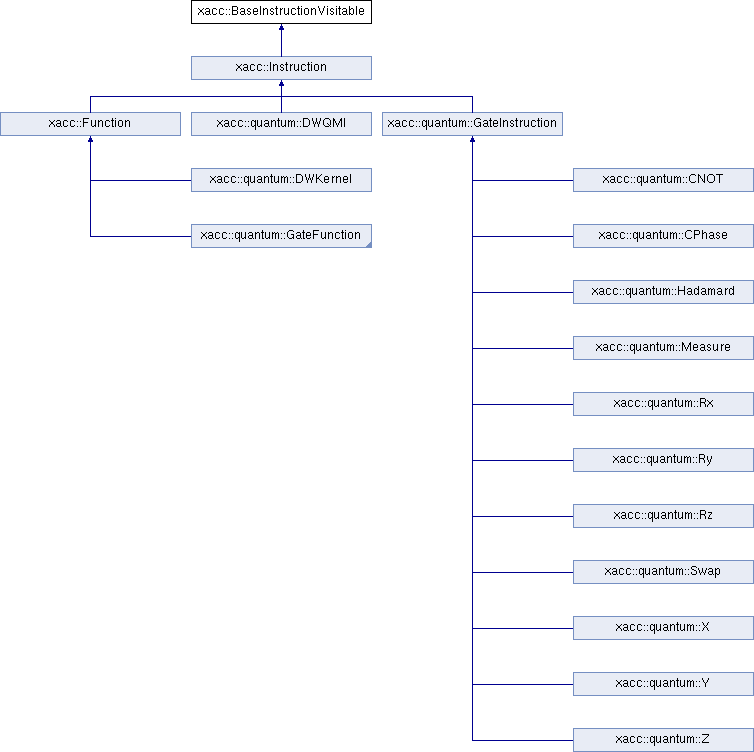 xacc::BaseInstructionVisitable
xacc::Instruction
xacc::Function
xacc::quantum::DWQMI
xacc::quantum::GateInstruction
xacc::quantum::DWKernel
xacc::quantum::CNOT
xacc::quantum::GateFunction
xacc::quantum::CPhase
xacc::quantum::Hadamard
xacc::quantum::Measure
xacc::quantum::Rx
xacc::quantum::Ry
xacc::quantum::Rz
xacc::quantum::Swap
xacc::quantum::X
xacc::quantum::Y
xacc::quantum::Z